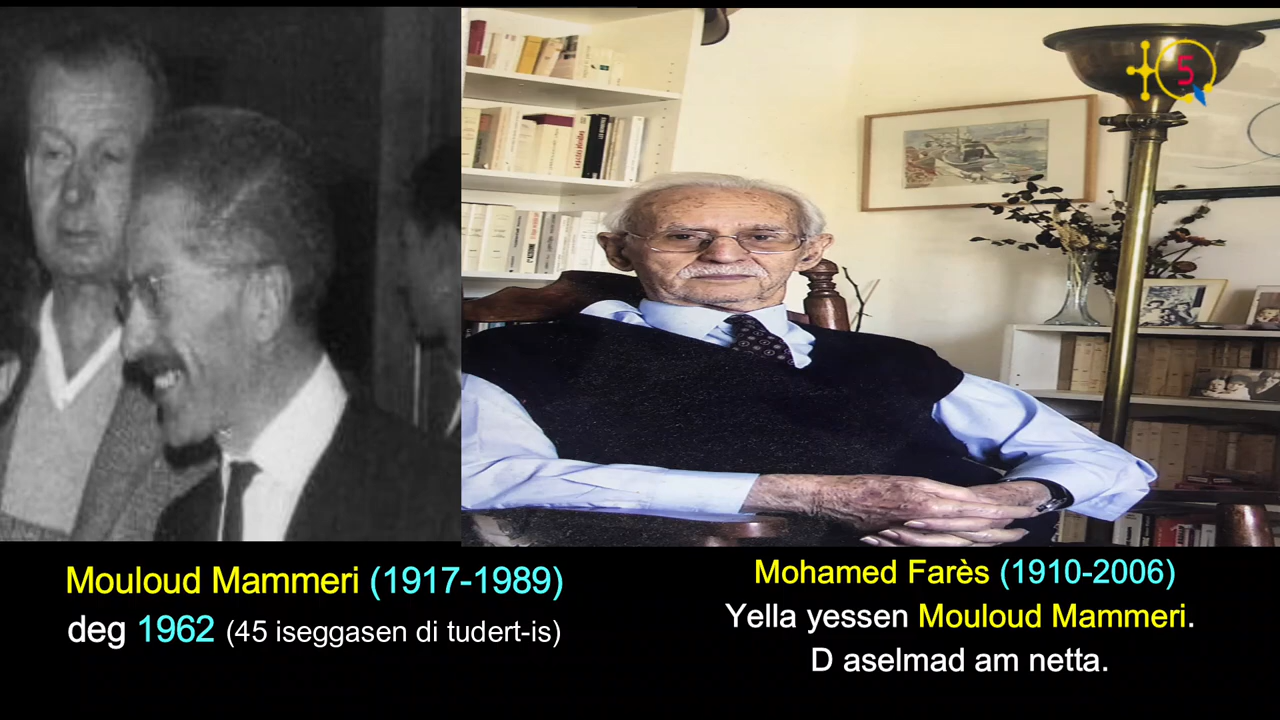 5
Mouloud Mammeri (1917-1989)
deg 1962 (45 iseggasen di tudert-is)
Mohamed Farès (1910-2006)
Yella yessen Mouloud Mammeri.
D aselmad am netta.